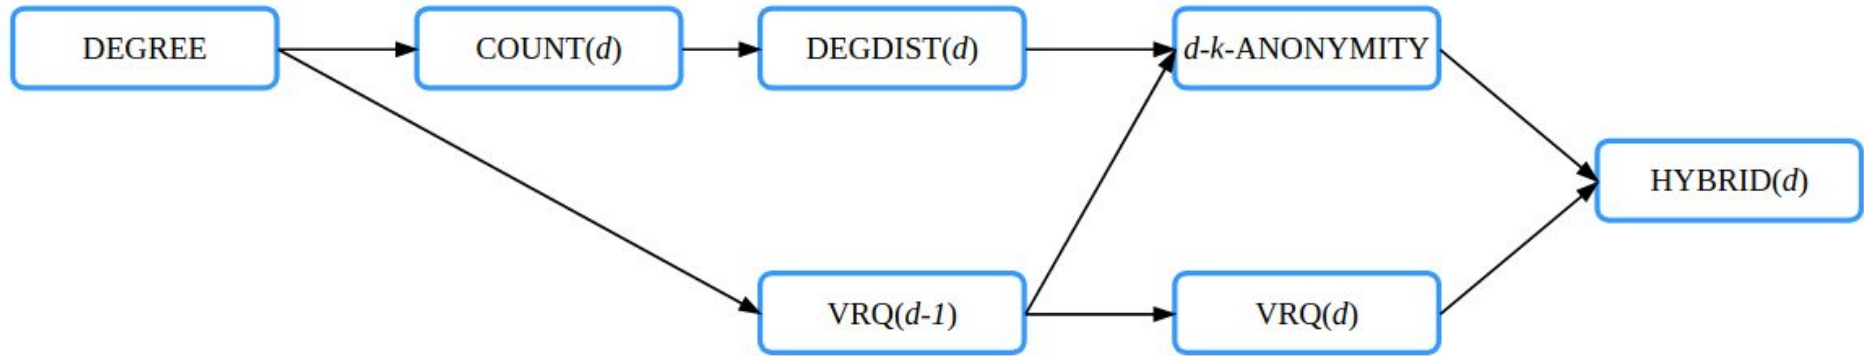 DEGREE
COUNT(d)
DEGDIST(d)
d-k-ANONYMITY
HYBRID(d)
VRQ(d-1)
VRQ(d)